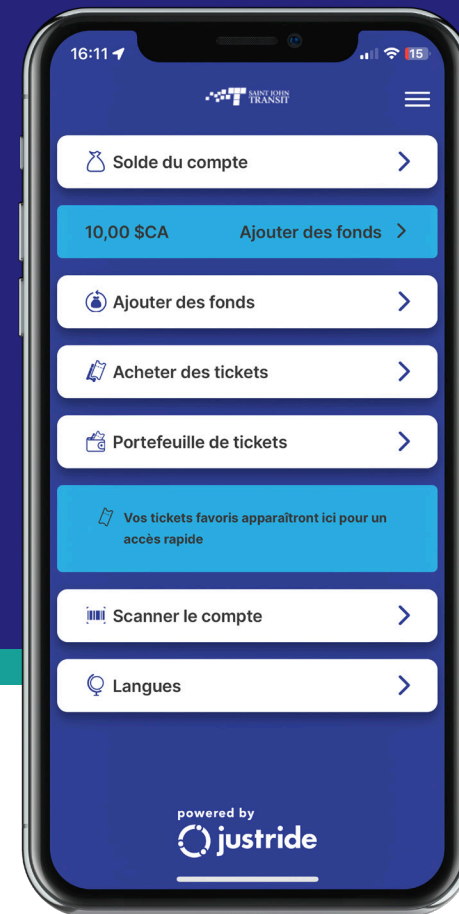 16:11
15
SAINT JOHN
TRANSIT
Solde du compte
10,00 $CA Ajouter des fonds
Ajouter des fonds
Acheter des tickets
Portefeuille de tickets
Vos tickets favoris apparaîtront ici pour un
accès rapide
Scanner le compte
Langues
powered by
justride